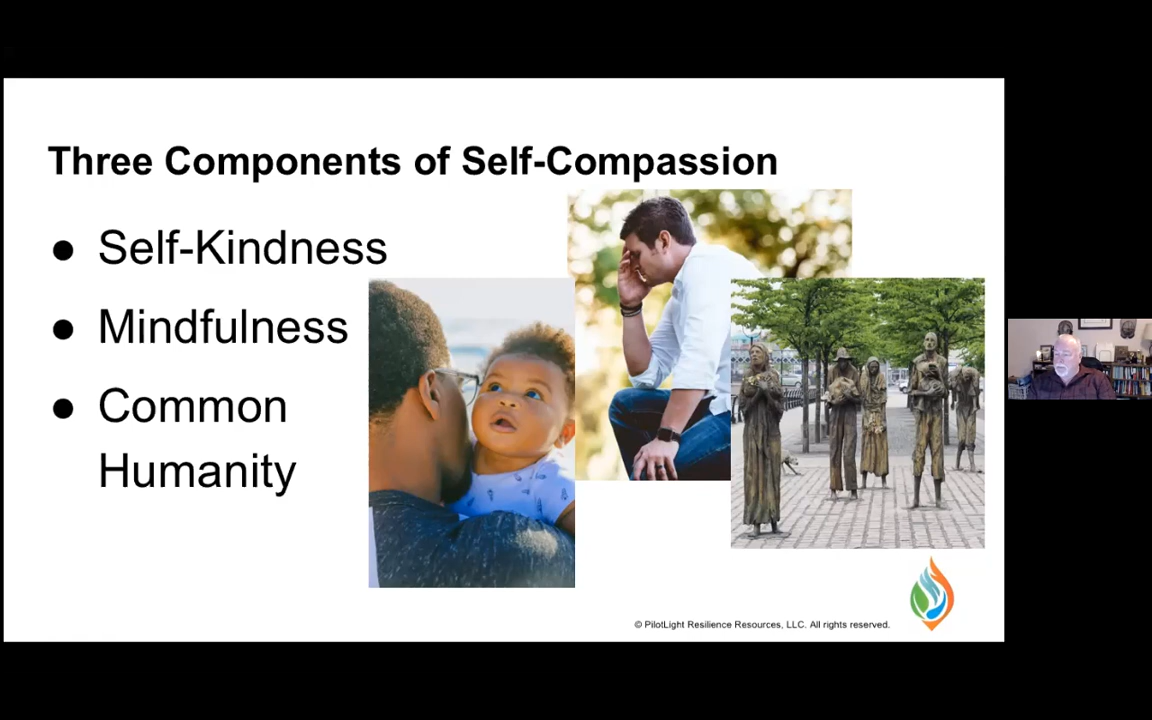 Three Components of Self-Compassion
● Self-Kindness
● Mindfulness
● Common
Humanity
© PilotLight Resilience Resources, LLC. All rights reserved.